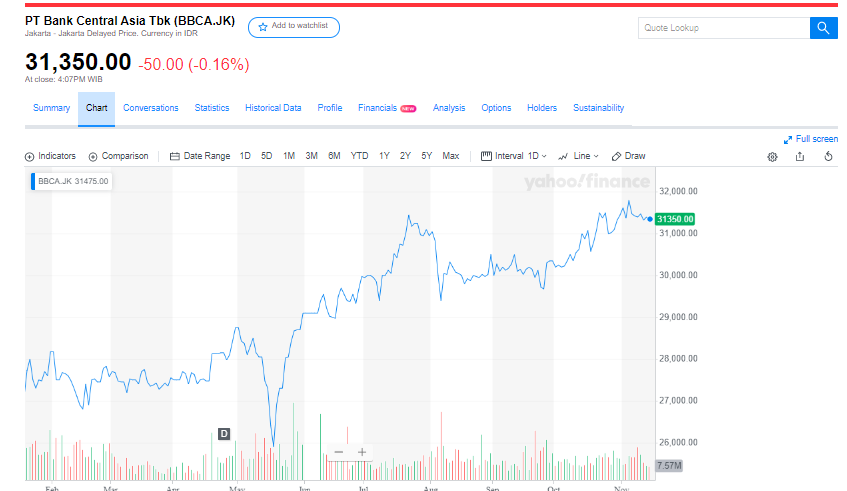 PT Bank Central Asia Tbk (BBCA.JK)
Add to watchlist
Quote Lookup
Jakarta - Jakarta Delayed Price. Currency in IDR
31,350.00 -50.00 (-0.16%)
At close: 4:07PM WIB
Summary Chart Conversations Statistics Historical Data Profile Financials NEW Analysis Options Holders Sustainability
Full screen
Indicators Comparison Date Range 1D 5D 1M 3M 6M YTD 1Y 2Y 5Y Max Interval 1D Line Draw
BBCA.JK 31475.00
yahoo!finance
32,000.00
31350.00
31,000.00
30,000.00
29,000.00
28,000.00
27,000.00
D
26,000.00
7.57M
Feb Mar Apr May Jun Jul Aug Sep Oct Nov